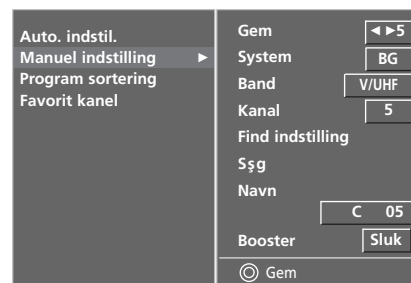 Auto. indstil.
Manuel indstilling ►
Program sortering
Favorit kanel
Gem ◄ ►5
System BG
Band V/UHF
Kanal 5
Find indstilling
Sşg
Navn
C 05
Booster Sluk
Gem